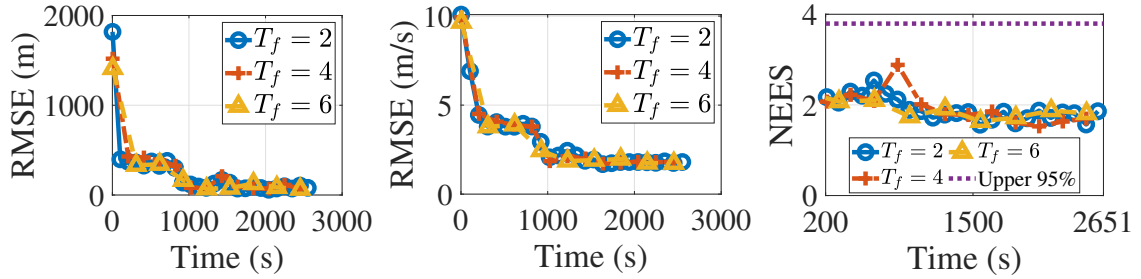 RMSE (m)
2000
1000
0
0 1000 2000 3000
Time (s)
T_f = 2
T_f = 4
T_f = 6
RMSE (m/s)
10
5
0
0 1000 2000 3000
Time (s)
T_f = 2
T_f = 4
T_f = 6
NEES
4
2
0
200 1500 2651
Time (s)
T_f = 2 T_f = 6
T_f = 4 Upper 95%